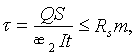 τ = QS / æ₂ It ≤ Rₛm,